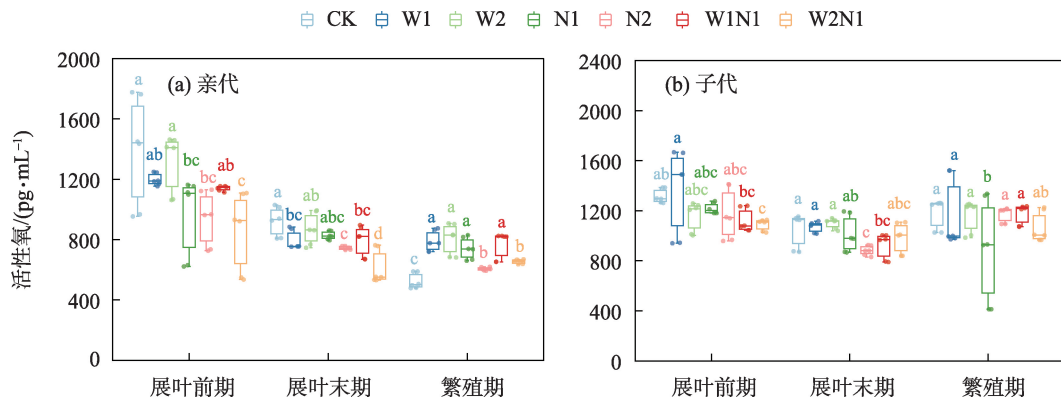 CK W1 W2 N1 N2 W1N1 W2N1
活性氧/(pg·mL⁻¹)
(a) 亲代
2000
1600
1200
800
400
0
a ab a bc bc ab c
a bc ab abc c bc d
c a a a b a b
展叶前期 展叶末期 繁殖期
(b) 子代
2400
2000
1600
1200
800
400
0
ab a abc abc abc bc c
a a a ab c bc abc
a a a b a a ab
展叶前期 展叶末期 繁殖期